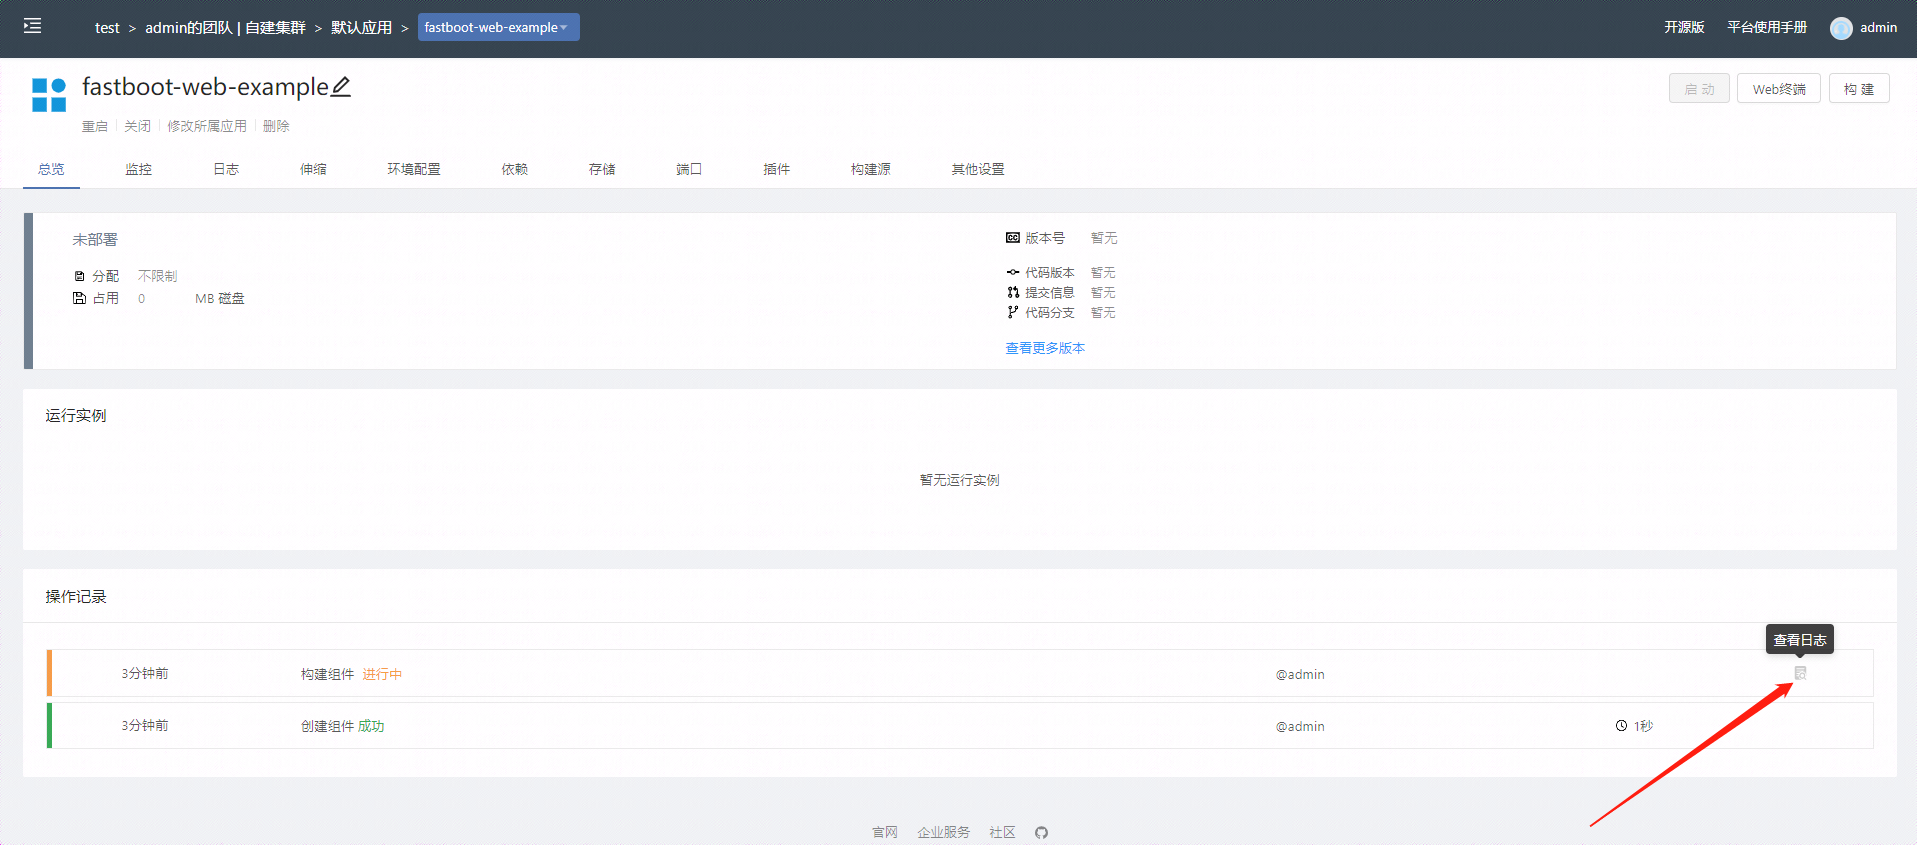 test > admin的团队 | 自建集群 > 默认应用 > fastboot-web-example
开源版 平台使用手册 admin
fastboot-web-example
启 动 Web终端 构 建
重启 关闭 修改所属应用 删除
总览 监控 日志 伸缩 环境配置 依赖 存储 端口 插件 构建源 其他设置
未部署
分配 不限制
占用 0 MB 磁盘
版本号 暂无
代码版本 暂无
提交信息 暂无
代码分支 暂无
查看更多版本
运行实例
暂无运行实例
操作记录
查看日志
3分钟前 构建组件 进行中 @admin
3分钟前 创建组件 成功 @admin 1秒
官网 企业服务 社区